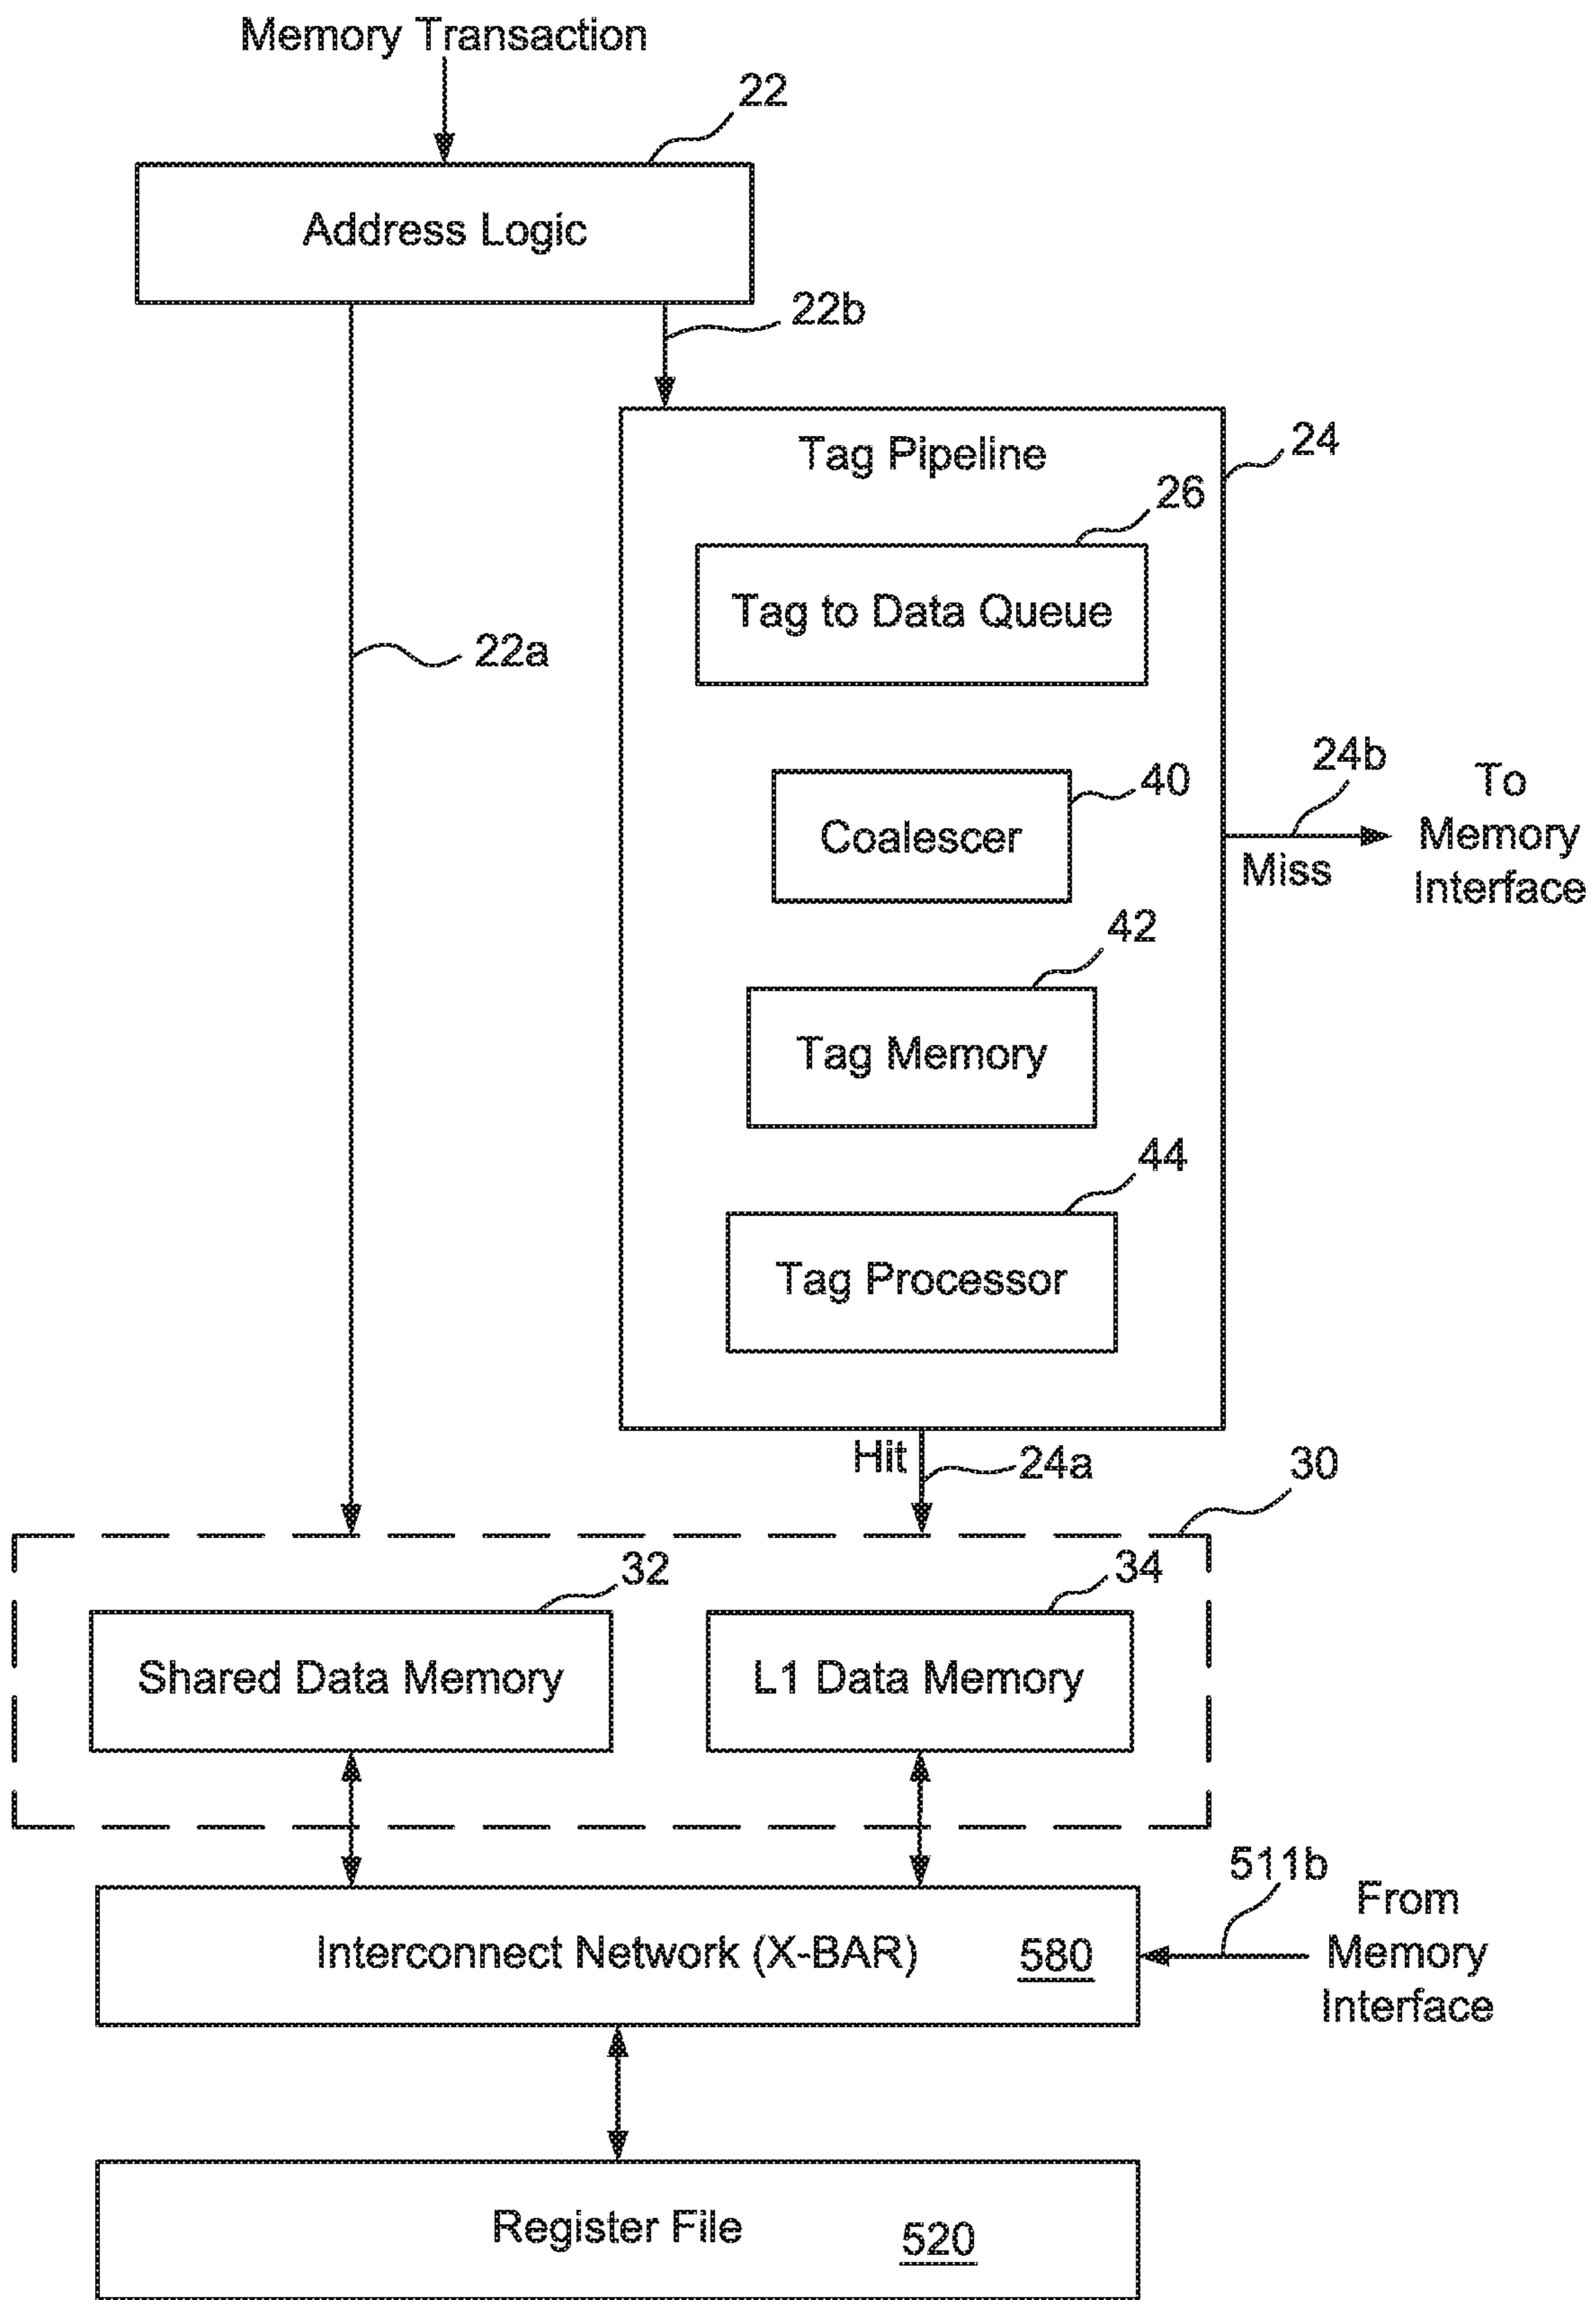 Memory Transaction
22
Address Logic
22b
22a
Tag Pipeline
24
26
Tag to Data Queue
40
Coalescer
24b
To
Memory
Interface
Miss
42
Tag Memory
44
Tag Processor
Hit
24a
30
32
34
Shared Data Memory
L1 Data Memory
511b
From
Memory
Interface
Interconnect Network (X-BAR) 580
Register File 520